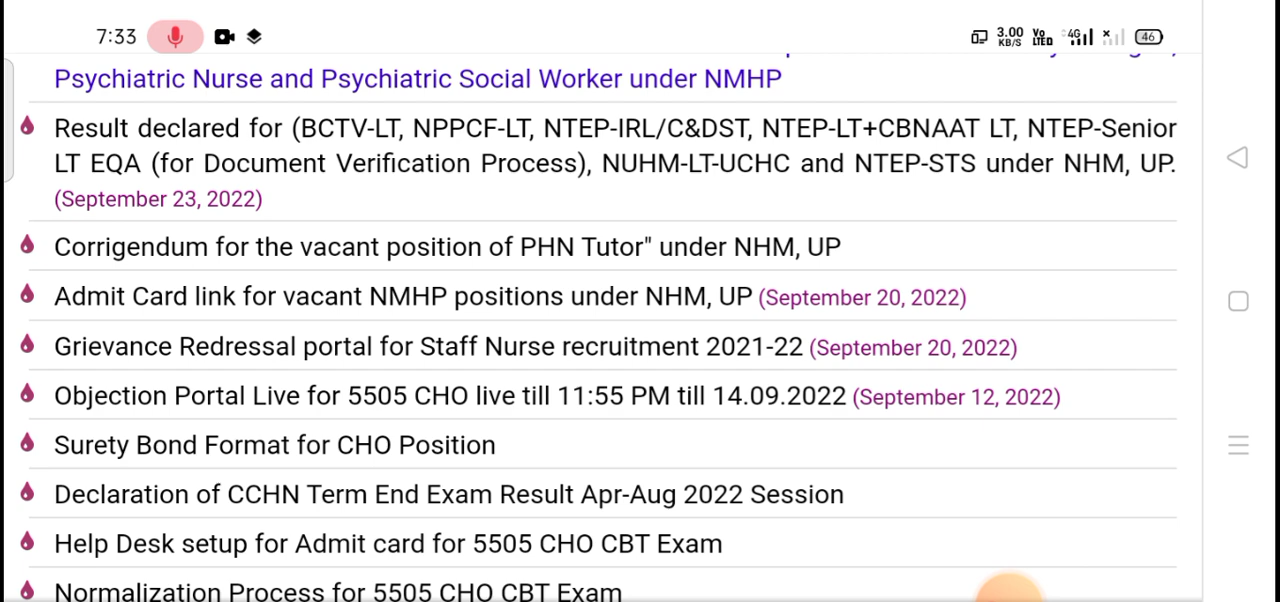 7:33
3.00 KB/S
Vo LTED
4G
46
Psychiatric Nurse and Psychiatric Social Worker under NMHP
Result declared for (BCTV-LT, NPPCF-LT, NTEP-IRL/C&DST, NTEP-LT+CBNAAT LT, NTEP-Senior
LT EQA (for Document Verification Process), NUHM-LT-UCHC and NTEP-STS under NHM, UP.
(September 23, 2022)
Corrigendum for the vacant position of PHN Tutor" under NHM, UP
Admit Card link for vacant NMHP positions under NHM, UP (September 20, 2022)
Grievance Redressal portal for Staff Nurse recruitment 2021-22 (September 20, 2022)
Objection Portal Live for 5505 CHO live till 11:55 PM till 14.09.2022 (September 12, 2022)
Surety Bond Format for CHO Position
Declaration of CCHN Term End Exam Result Apr-Aug 2022 Session
Help Desk setup for Admit card for 5505 CHO CBT Exam
Normalization Process for 5505 CHO CBT Exam